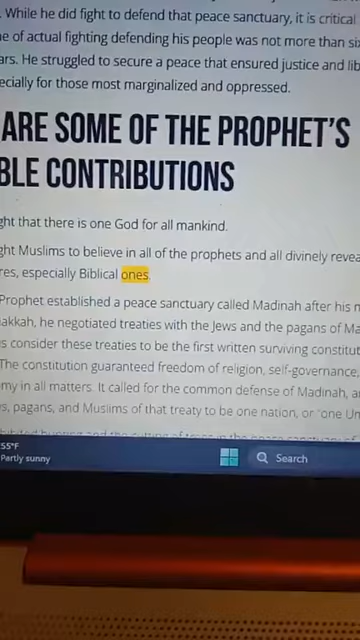 . While he did fight to defend that peace sanctuary, it is critical
of actual fighting defending his people was not more than six
He struggled to secure a peace that ensured justice and lib
ecially for those most marginalized and oppressed.
ARE SOME OF THE PROPHET'S
BLE CONTRIBUTIONS
ght that there is one God for all mankind.
ght Muslims to believe in all of the prophets and all divinely revea
res, especially Biblical ones.
Prophet established a peace sanctuary called Madinah after his m
akkah, he negotiated treaties with the Jews and the pagans of Ma
s consider these treaties to be the first written surviving constitut
The constitution guaranteed freedom of religion, self-governance,
my in all matters. It called for the common defense of Madinah, a
s, pagans, and Muslims of that treaty to be one nation, or "one Um
55°F
Partly sunny
Search